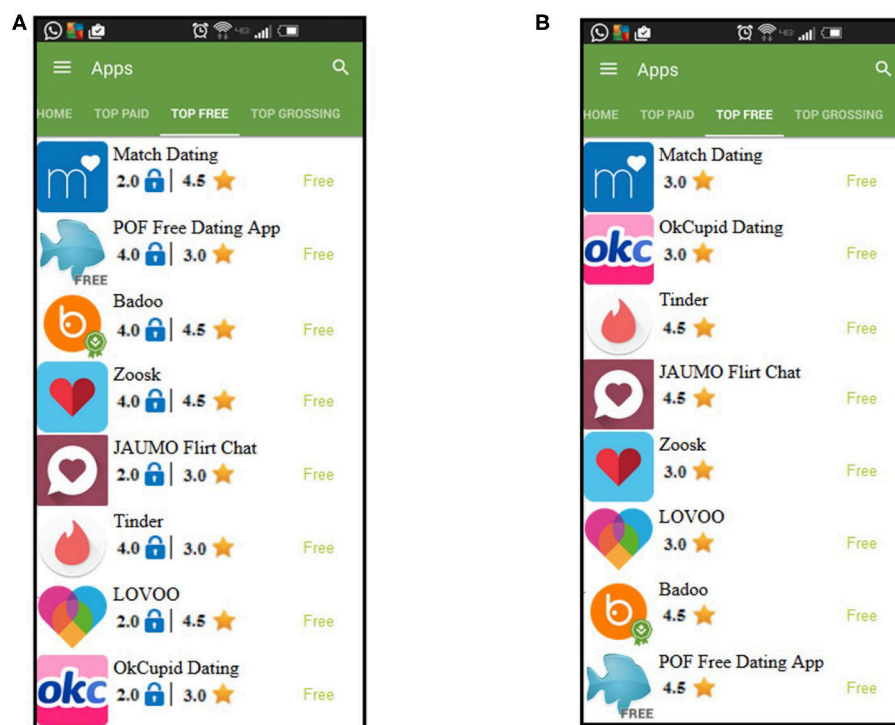 A
Apps
HOME TOP PAID TOP FREE TOP GROSSING
m
Match Dating
2.0 | 4.5 Free
POF Free Dating App
4.0 | 3.0 Free
FREE
Badoo
b
4.0 | 4.5 Free
Zoosk
4.0 | 4.5 Free
JAUMO Flirt Chat
2.0 | 3.0 Free
Tinder
4.0 | 3.0 Free
LOVOO
2.0 | 4.5 Free
OkCupid Dating
okc
2.0 | 3.0 Free
B
Apps
HOME TOP PAID TOP FREE TOP GROSSING
m
Match Dating
3.0 Free
OkCupid Dating
okc
3.0 Free
Tinder
4.5 Free
JAUMO Flirt Chat
4.5 Free
Zoosk
3.0 Free
LOVOO
3.0 Free
Badoo
b
4.5 Free
POF Free Dating App
4.5 Free
FREE